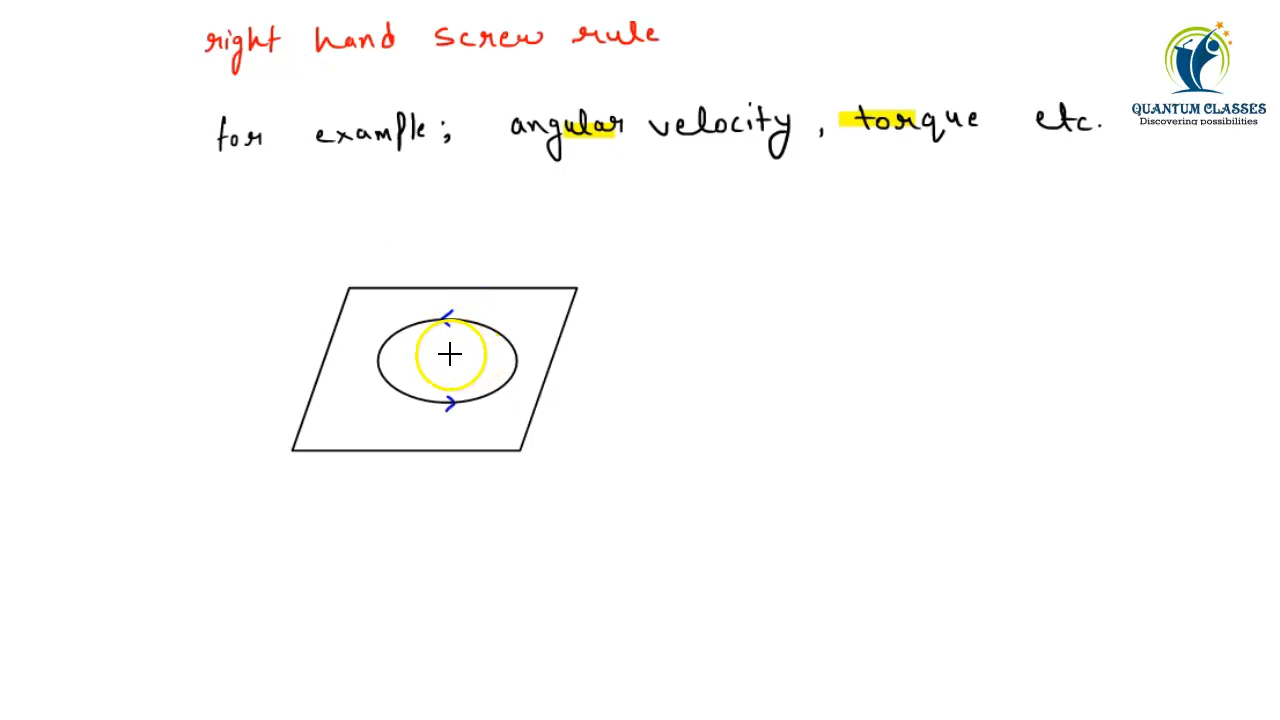 right hand screw rule
for example; angular velocity, torque etc.
QUANTUM CLASSES
Discovering possibilities